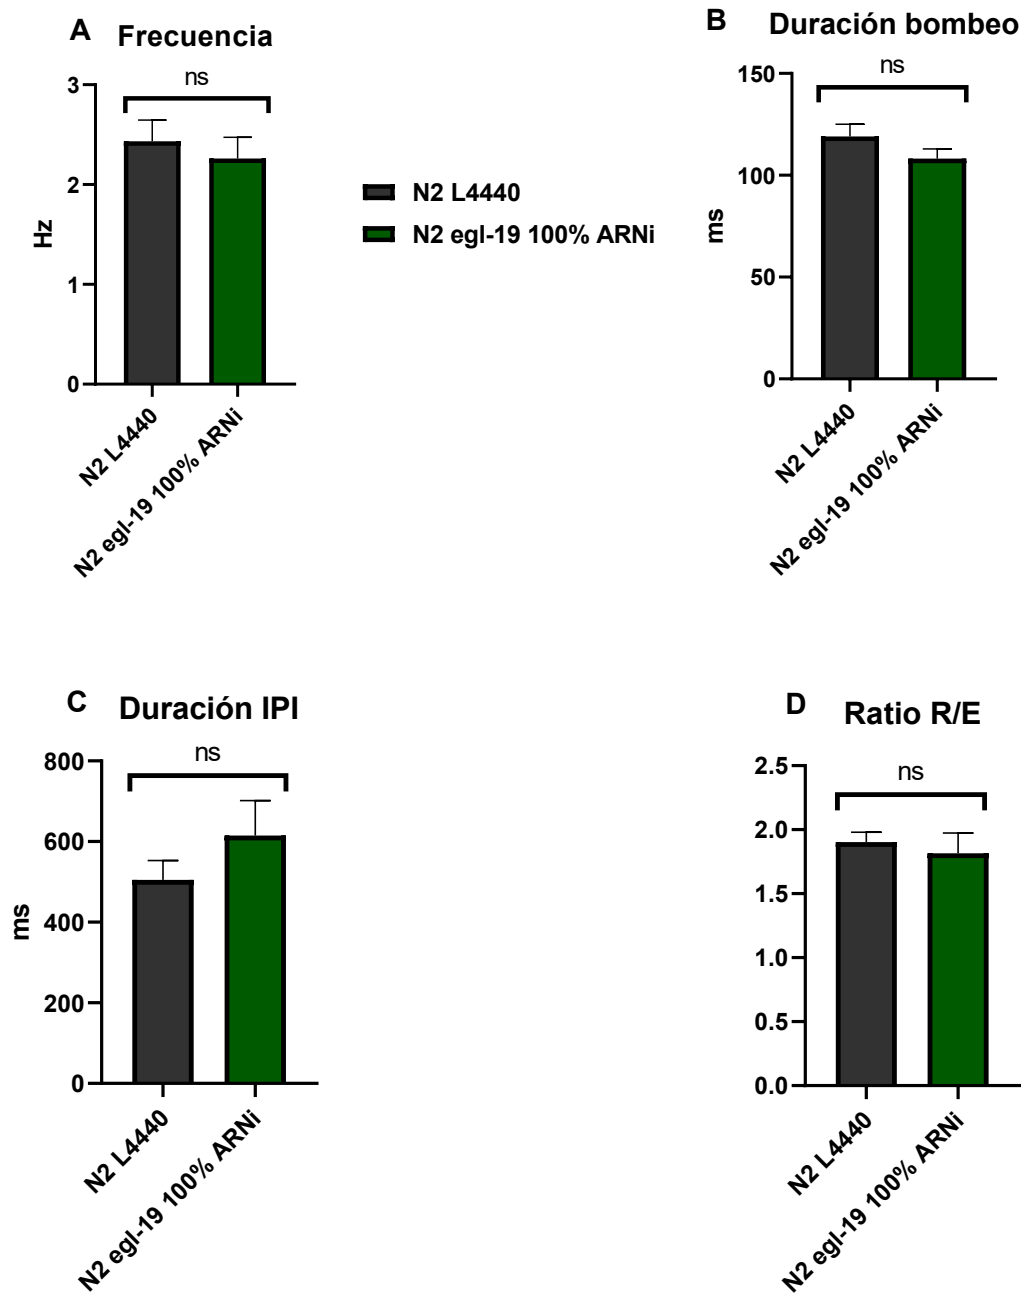 A Frecuencia
ns
3
2
1
0
Hz
N2 L4440
N2 egl-19 100% ARNi
N2 L4440
N2 egl-19 100% ARNi
B Duración bombeo
ns
150
100
50
0
ms
N2 L4440
N2 egl-19 100% ARNi
C Duración IPI
ns
800
600
400
200
0
ms
N2 L4440
N2 egl-19 100% ARNi
D Ratio R/E
ns
2.5
2.0
1.5
1.0
0.5
0.0
N2 L4440
N2 egl-19 100% ARNi